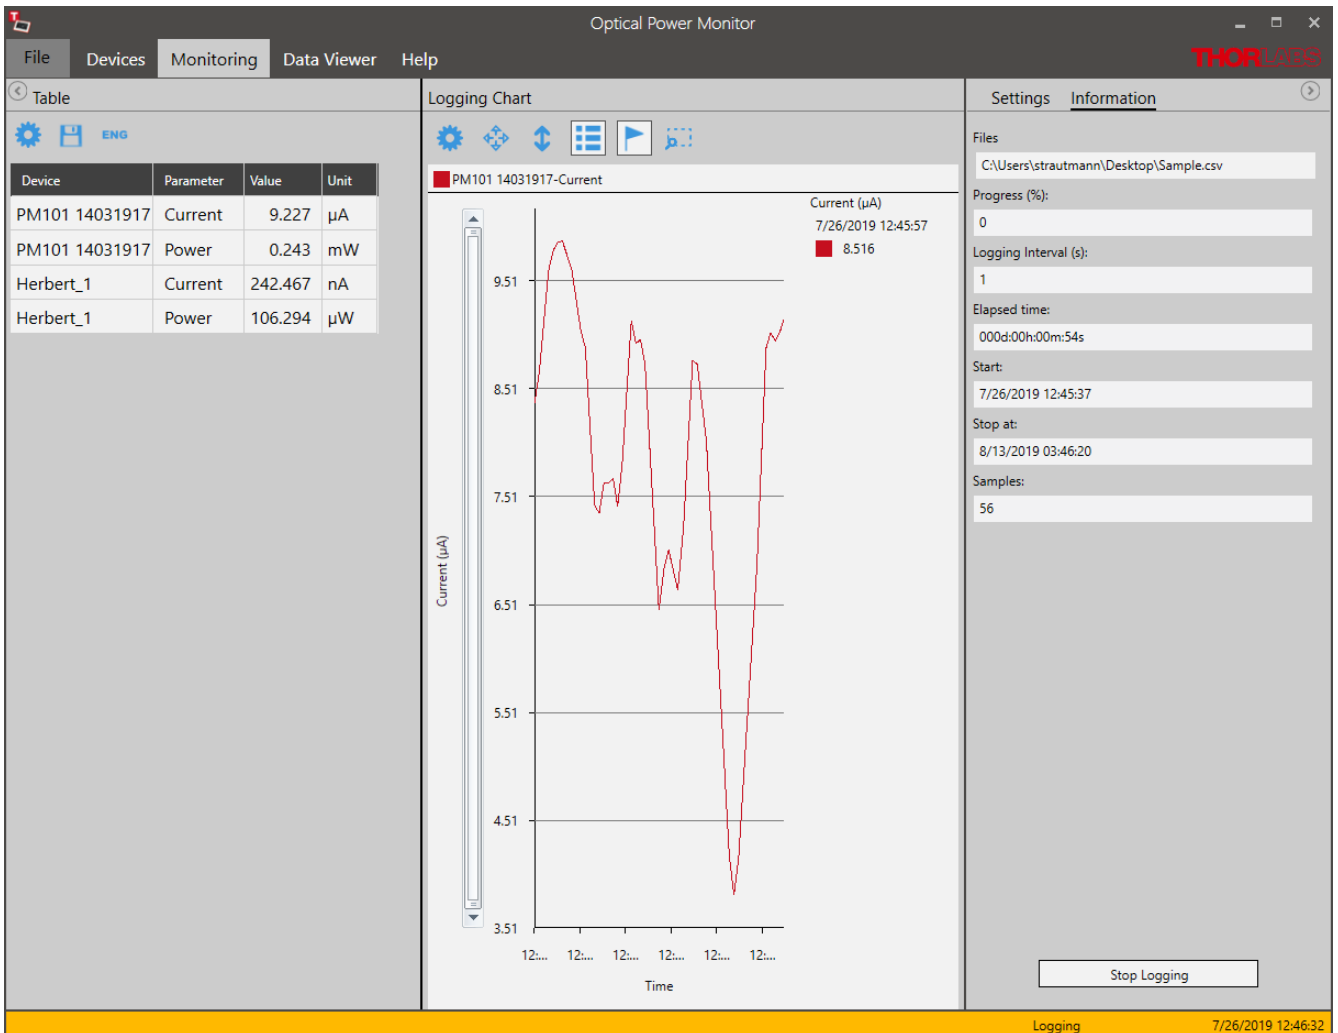 Optical Power Monitor
File Devices Monitoring Data Viewer Help
THORLABS
Table
ENG
Device Parameter Value Unit
PM101 14031917 Current 9.227 µA
PM101 14031917 Power 0.243 mW
Herbert_1 Current 242.467 nA
Herbert_1 Power 106.294 µW
Logging Chart
PM101 14031917-Current
Current (µA)
7/26/2019 12:45:57
8.516
9.51
8.51
7.51
6.51
5.51
4.51
3.51
Current (µA)
12:... 12:... 12:... 12:... 12:... 12:...
Time
Settings Information
Files
C:\Users\strautmann\Desktop\Sample.csv
Progress (%):
0
Logging Interval (s):
1
Elapsed time:
000d:00h:00m:54s
Start:
7/26/2019 12:45:37
Stop at:
8/13/2019 03:46:20
Samples:
56
Stop Logging
Logging 7/26/2019 12:46:32